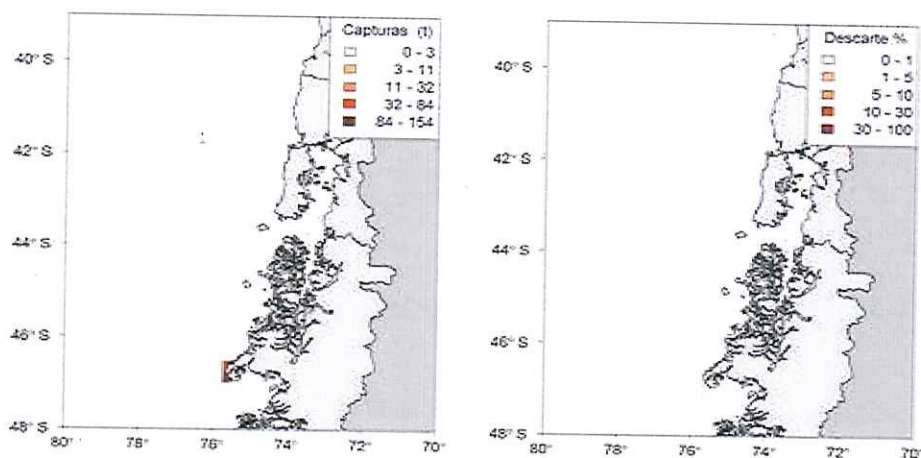 Capturas (t)
0 - 3
3 - 11
11 - 32
32 - 84
84 - 154
40° S
42° S
44° S
46° S
48° S
80°
78°
76°
74°
72°
70°
Descarte %
0 - 1
1 - 5
5 - 10
10 - 30
30 - 100
40° S
42° S
44° S
46° S
48° S
80°
78°
76°
74°
72°
70°